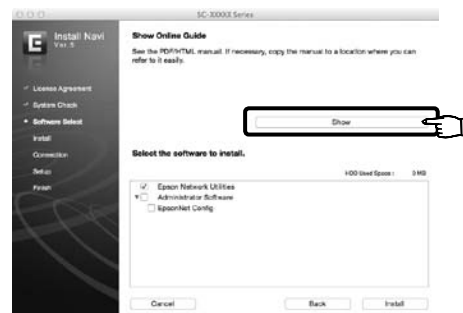 SC-XXXXX Series
Install Navi
Ver.5
License Agreement
System Check
Software Select
Install
Connection
Setup
Finish
Show Online Guide
See the PDF/HTML manual. If necessary, copy the manual to a location where you can
refer to it easily.
Show
Select the software to install.
HDD Used Space : 0 MB
Epson Network Utilities
Administrator Software
EpsonNet Config
Cancel
Back
Install